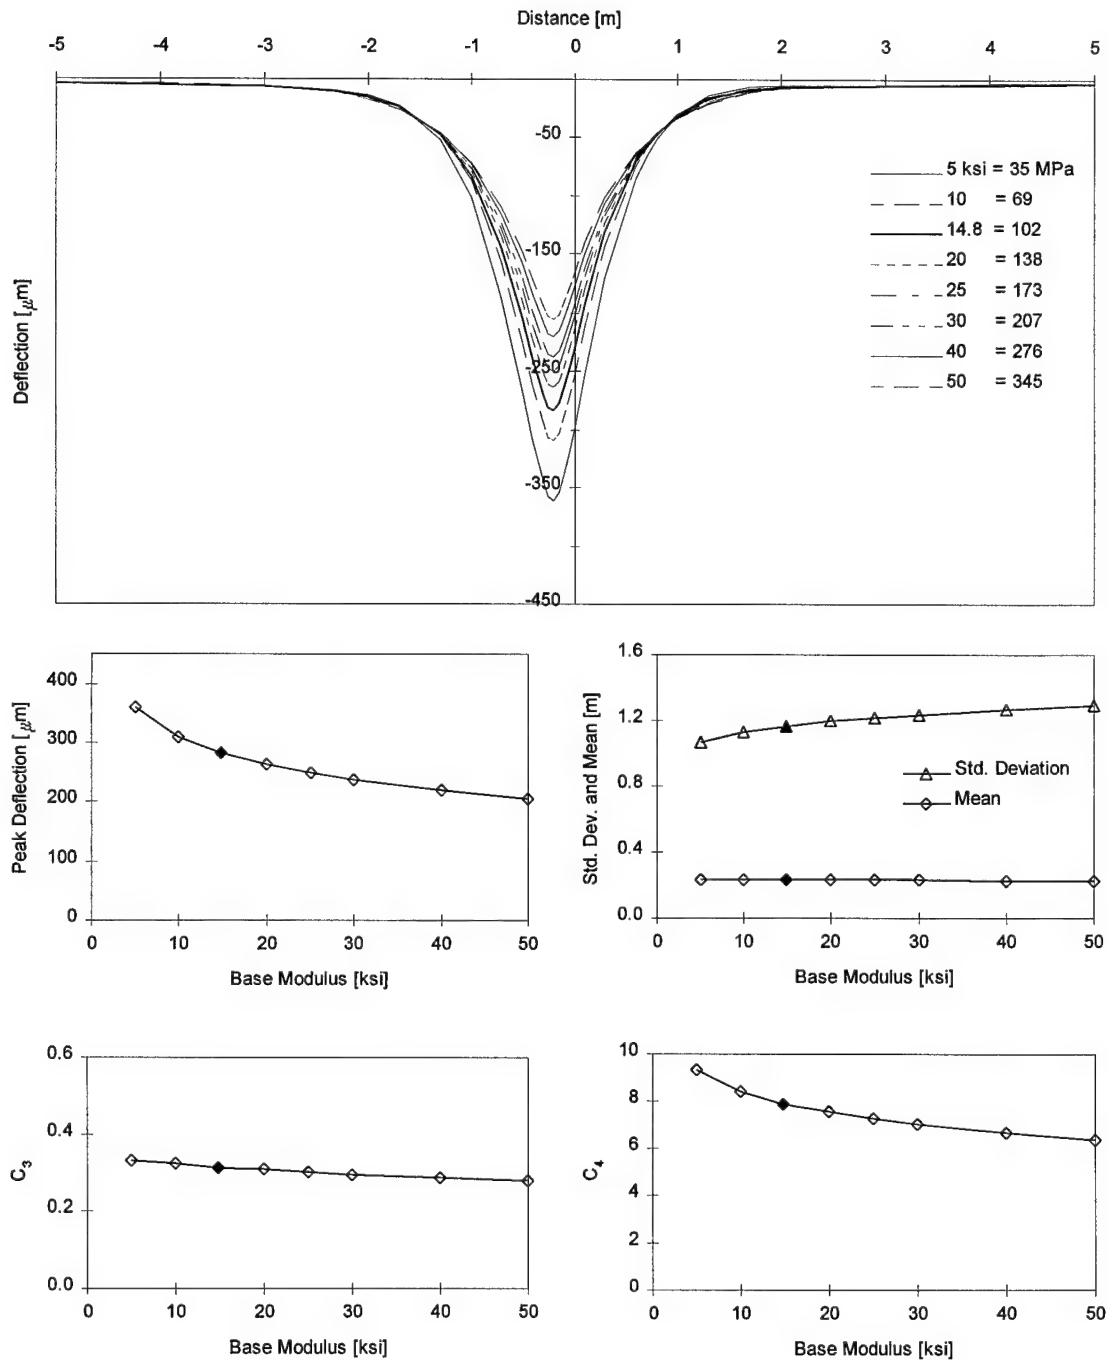 Distance [m]
-5 -4 -3 -2 -1 0 1 2 3 4 5
-50
-150
-250
-350
-450
Deflection [μm]
5 ksi = 35 MPa
10 = 69
14.8 = 102
20 = 138
25 = 173
30 = 207
40 = 276
50 = 345
Peak Deflection [μm]
400
300
200
100
0
0 10 20 30 40 50
Base Modulus [ksi]
Std. Dev. and Mean [m]
1.6
1.2
0.8
0.4
0.0
Std. Deviation
Mean
0 10 20 30 40 50
Base Modulus [ksi]
C3
0.6
0.4
0.2
0.0
0 10 20 30 40 50
Base Modulus [ksi]
C4
10
8
6
4
2
0
0 10 20 30 40 50
Base Modulus [ksi]